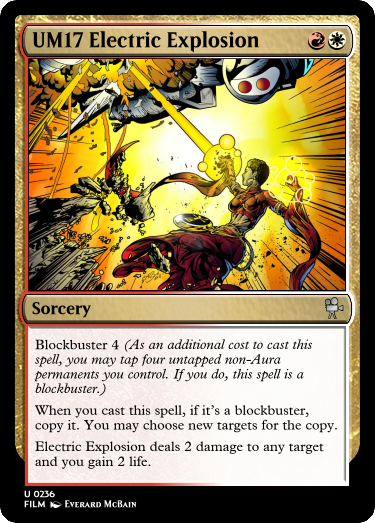 UM17 Electric Explosion
Sorcery
Blockbuster 4 (As an additional cost to cast this
spell, you may tap four untapped non-Aura
permanents you control. If you do, this spell is a
blockbuster.)
When you cast this spell, if it's a blockbuster,
copy it. You may choose new targets for the copy.
Electric Explosion deals 2 damage to any target
and you gain 2 life.
U 0236
FILM Everard McBain